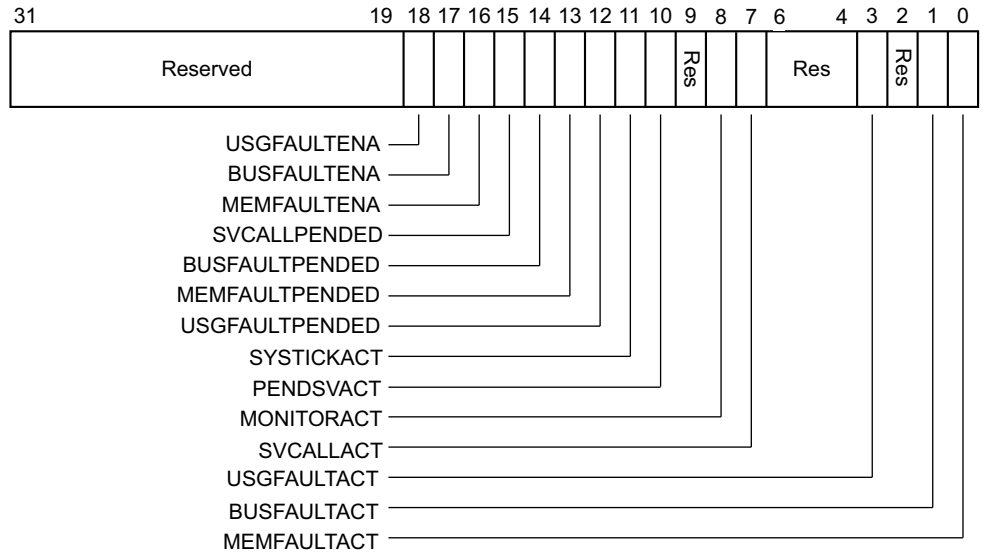 31 19 18 17 16 15 14 13 12 11 10 9 8 7 6 4 3 2 1 0
Reserved Res Res Res
USGFAULTENA
BUSFAULTENA
MEMFAULTENA
SVCALLPENDED
BUSFAULTPENDED
MEMFAULTPENDED
USGFAULTPENDED
SYSTICKACT
PENDSVACT
MONITORACT
SVCALLACT
USGFAULTACT
BUSFAULTACT
MEMFAULTACT